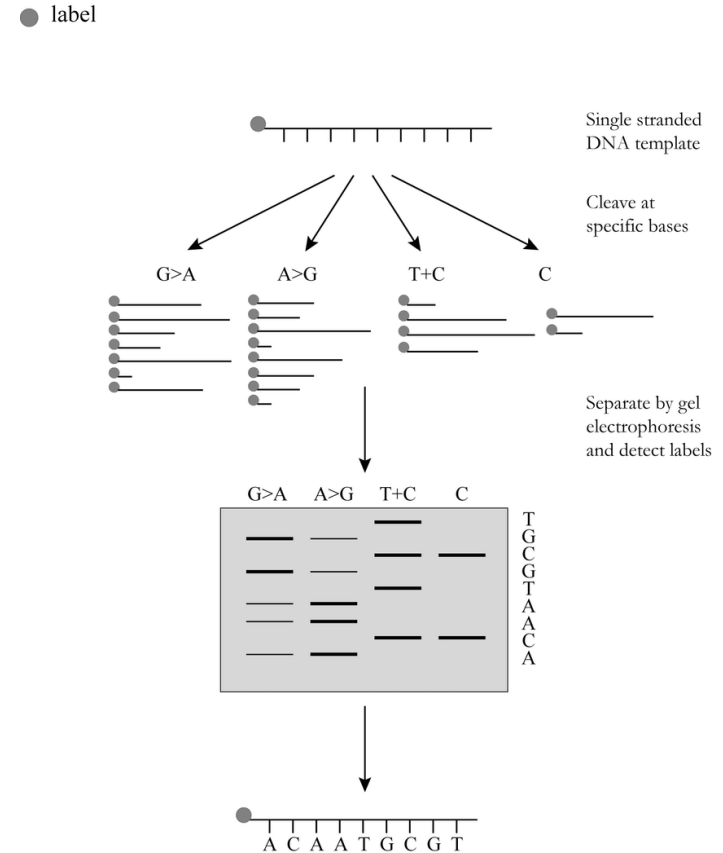 label
Single stranded
DNA template
Cleave at
specific bases
G>A A>G T+C C
Separate by gel
electrophoresis
and detect labels
G>A A>G T+C C
T
G
C
G
T
A
A
C
A
A C A A T G C G T